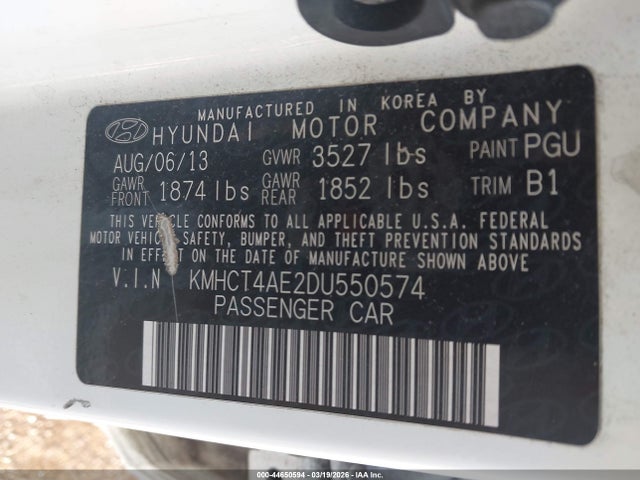 MANUFACTURED IN KOREA BY
HYUNDAI MOTOR COMPANY
AUG/06/13 GVWR 3527 lbs PAINT PGU
GAWR FRONT 1874 lbs GAWR REAR 1852 lbs TRIM B1
THIS VEHICLE CONFORMS TO ALL APPLICABLE U.S.A. FEDERAL
MOTOR VEHICLE SAFETY, BUMPER, AND THEFT PREVENTION STANDARDS
IN EFFECT ON THE DATE OF MANUFACTURE SHOWN ABOVE.
V.I.N KMHCT4AE2DU550574
PASSENGER CAR
000-44650594 - 03/19/2026 - IAAI.COM